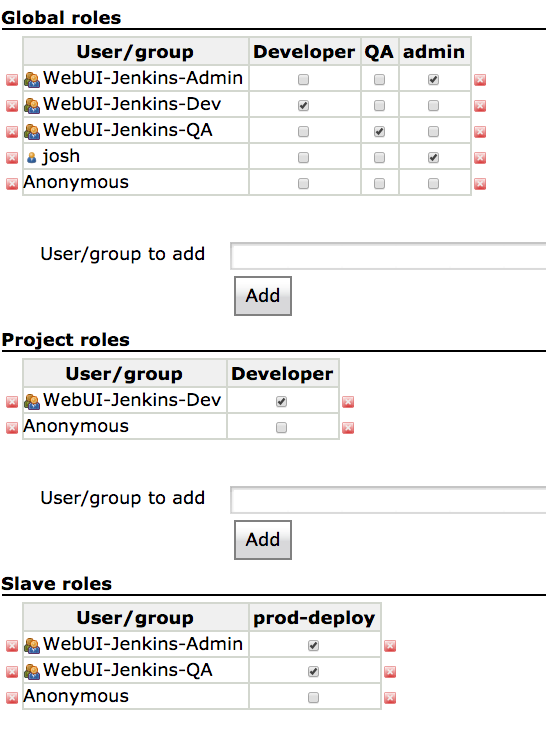 Global roles
User/group Developer QA admin
WebUI-Jenkins-Admin
WebUI-Jenkins-Dev
WebUI-Jenkins-QA
josh
Anonymous
User/group to add
Add
Project roles
User/group Developer
WebUI-Jenkins-Dev
Anonymous
User/group to add
Add
Slave roles
User/group prod-deploy
WebUI-Jenkins-Admin
WebUI-Jenkins-QA
Anonymous